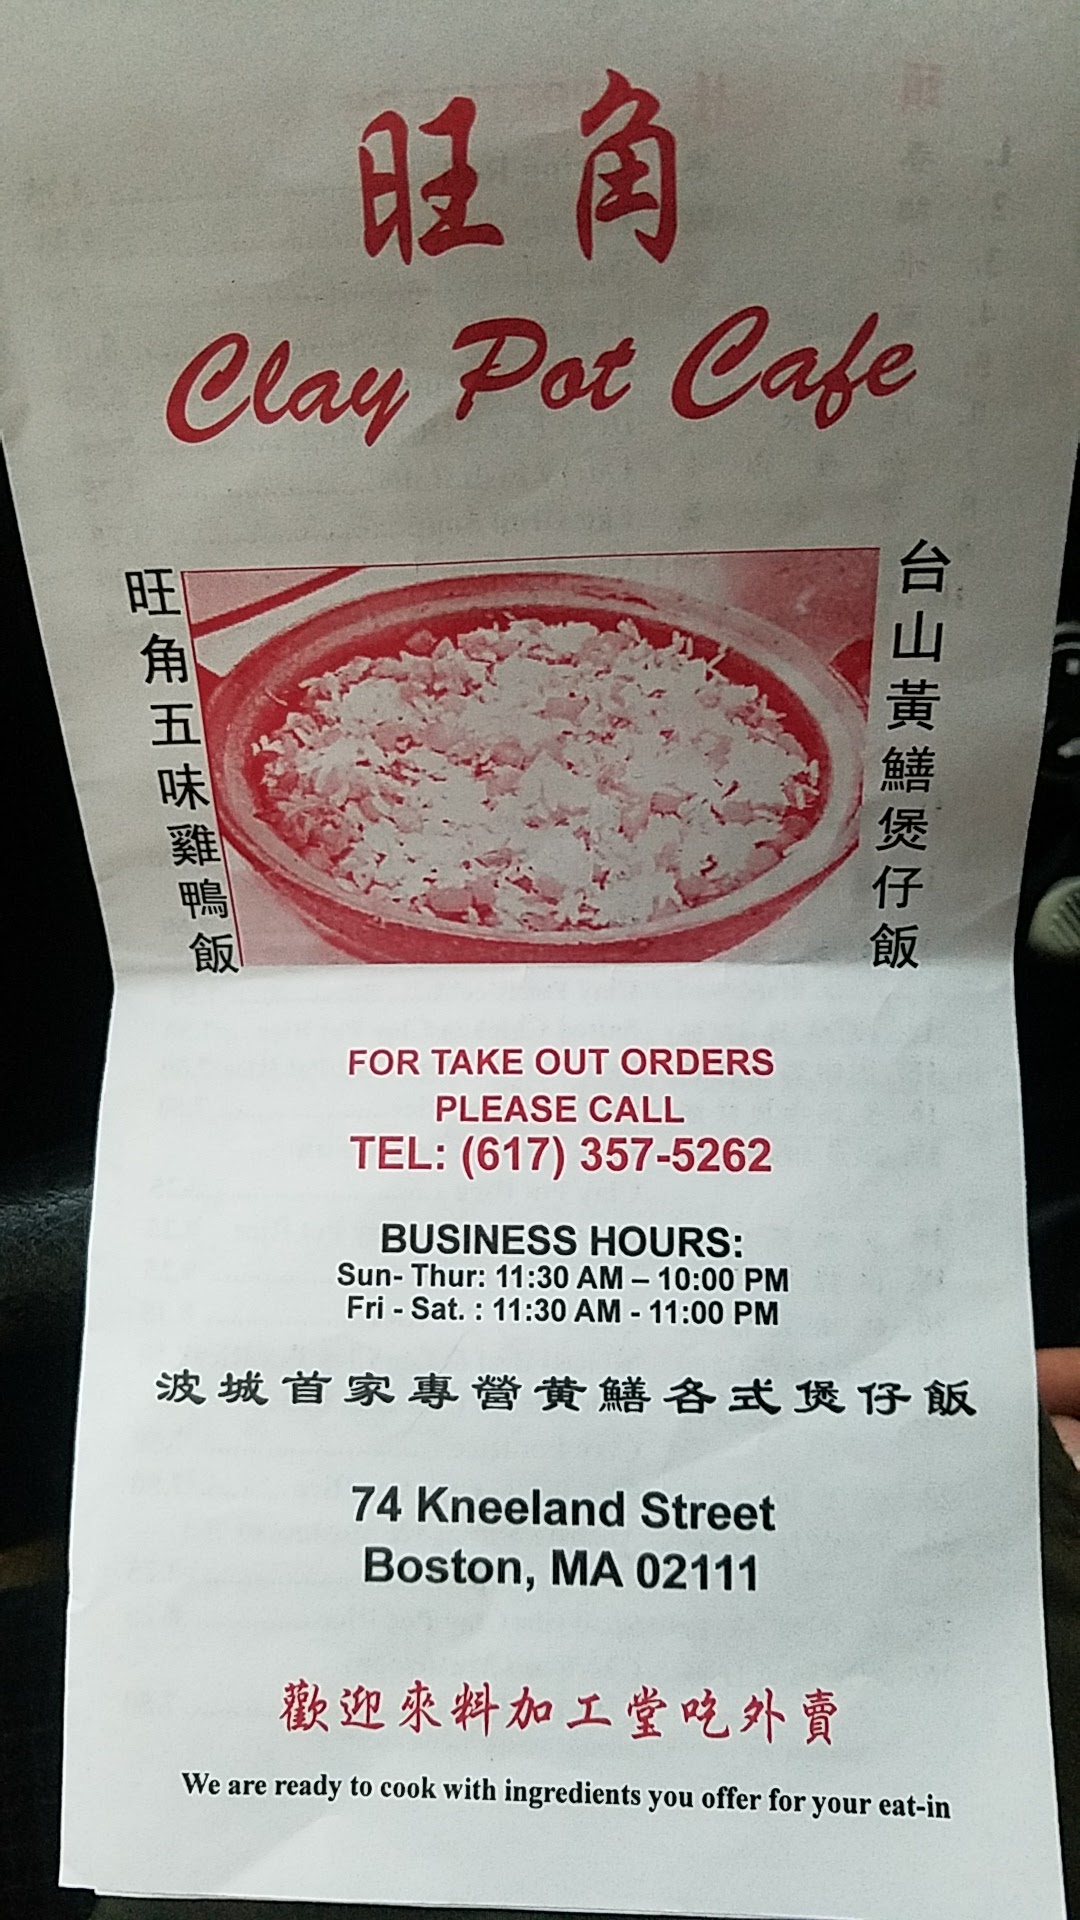 旺角
Clay Pot Cafe
旺角五味雞鴨飯
台山黃鱔煲仔飯
FOR TAKE OUT ORDERS
PLEASE CALL
TEL: (617) 357-5262
BUSINESS HOURS:
Sun- Thur: 11:30 AM – 10:00 PM
Fri - Sat. : 11:30 AM - 11:00 PM
波城首家專營黃鱔各式煲仔飯
74 Kneeland Street
Boston, MA 02111
歡迎來料加工堂吃外賣
We are ready to cook with ingredients you offer for your eat-in